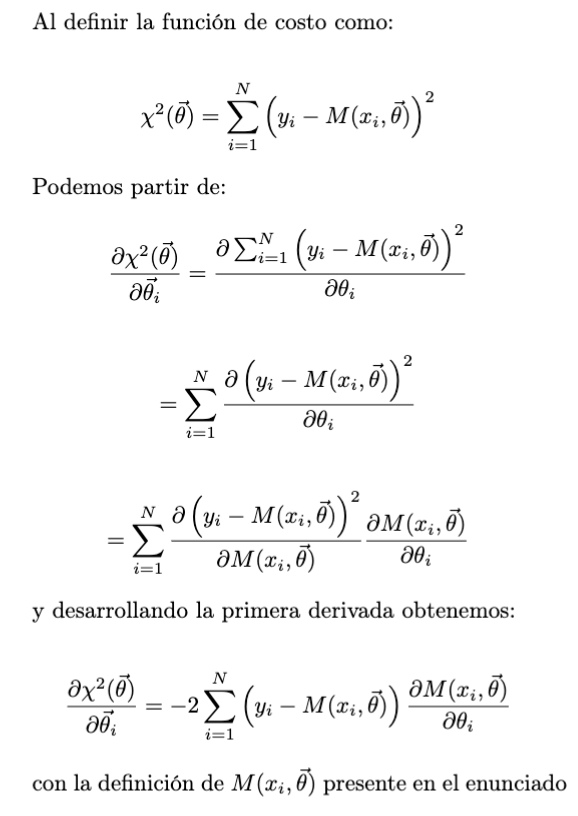 Al definir la función de costo como:
$$\chi^2(\vec{\theta}) = \sum_{i=1}^{N} \left( y_i - M(x_i, \vec{\theta}) \right)^2$$
Podemos partir de:
$$\frac{\partial \chi^2(\vec{\theta})}{\partial \vec{\theta_i}} = \frac{\partial \sum_{i=1}^{N} \left( y_i - M(x_i, \vec{\theta}) \right)^2}{\partial \theta_i}$$
$$= \sum_{i=1}^{N} \frac{\partial \left( y_i - M(x_i, \vec{\theta}) \right)^2}{\partial \theta_i}$$
$$= \sum_{i=1}^{N} \frac{\partial \left( y_i - M(x_i, \vec{\theta}) \right)^2}{\partial M(x_i, \vec{\theta})} \frac{\partial M(x_i, \vec{\theta})}{\partial \theta_i}$$
y desarrollando la primera derivada obtenemos:
$$\frac{\partial \chi^2(\vec{\theta})}{\partial \vec{\theta_i}} = -2 \sum_{i=1}^{N} \left( y_i - M(x_i, \vec{\theta}) \right) \frac{\partial M(x_i, \vec{\theta})}{\partial \theta_i}$$
con la definición de $M(x_i, \vec{\theta})$ presente en el enunciado